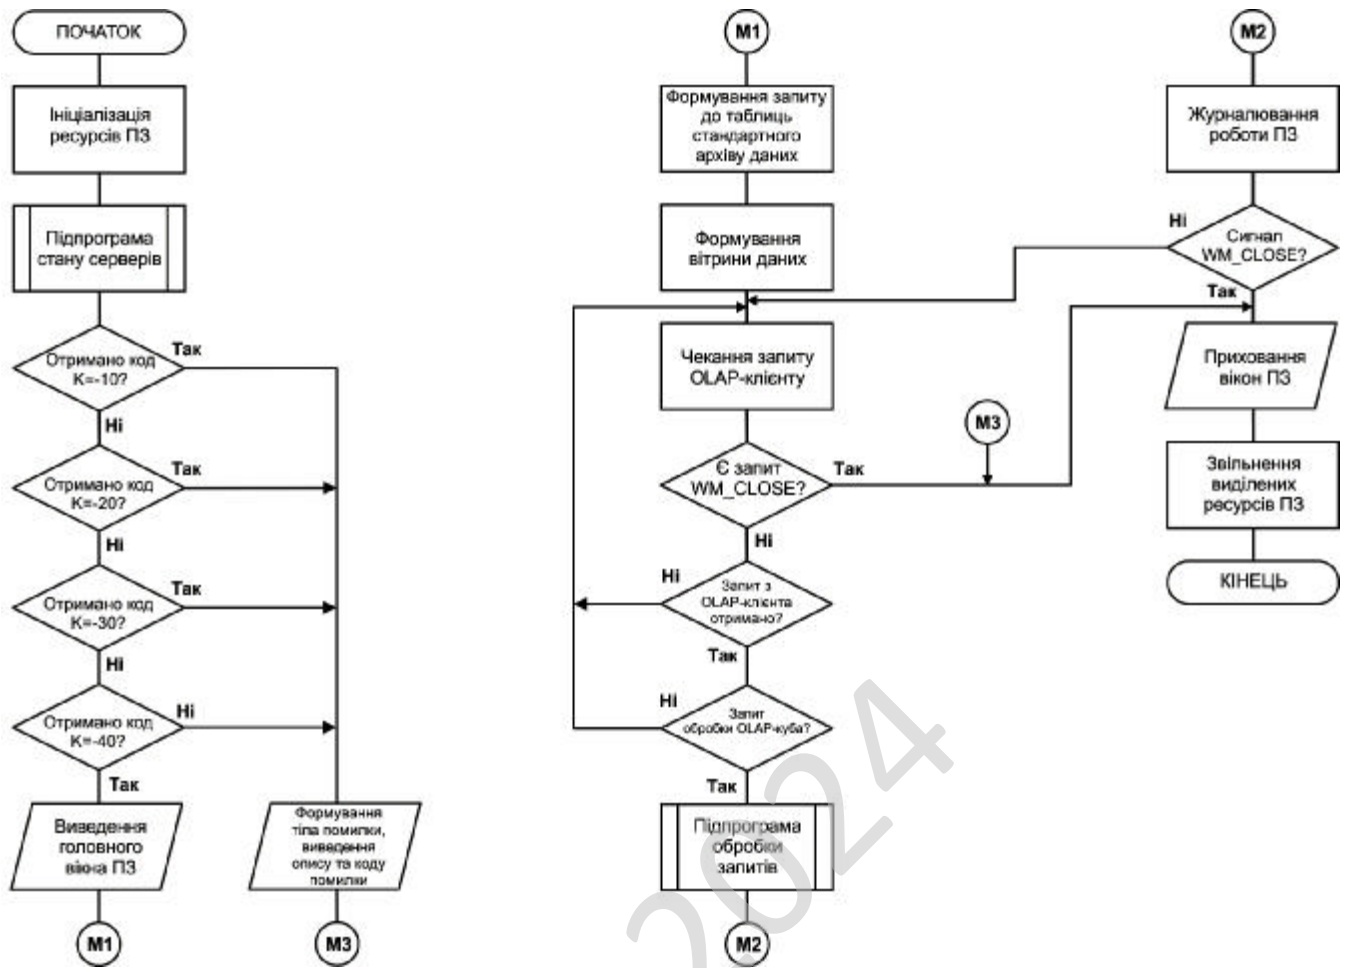 ПОЧАТОК
Ініціалізація
ресурсів ПЗ
Підпрограма
стану серверів
Отримано код
К=-10?
Так
Ні
Отримано код
К=-20?
Так
Ні
Отримано код
К=-30?
Так
Ні
Отримано код
К=-40?
Ні
Так
Виведення
головного
вікна ПЗ
М1
Формування
тіла помилки,
виведення
опису та коду
помилки
М3
М1
Формування запиту
до таблиць
стандартного
архіву даних
Формування
вітрини даних
Чекання запиту
OLAP-клієнту
Є запит
WM_CLOSE?
Так
М3
Ні
Запит з
OLAP-клієнта
отримано?
Ні
Так
Запит
обробки OLAP-куба?
Ні
Так
Підпрограма
обробки
запитів
М2
М2
Журналювання
роботи ПЗ
Сигнал
WM_CLOSE?
Ні
Так
Приховання
вікон ПЗ
Звільнення
виділених
ресурсів ПЗ
КІНЕЦЬ
2024